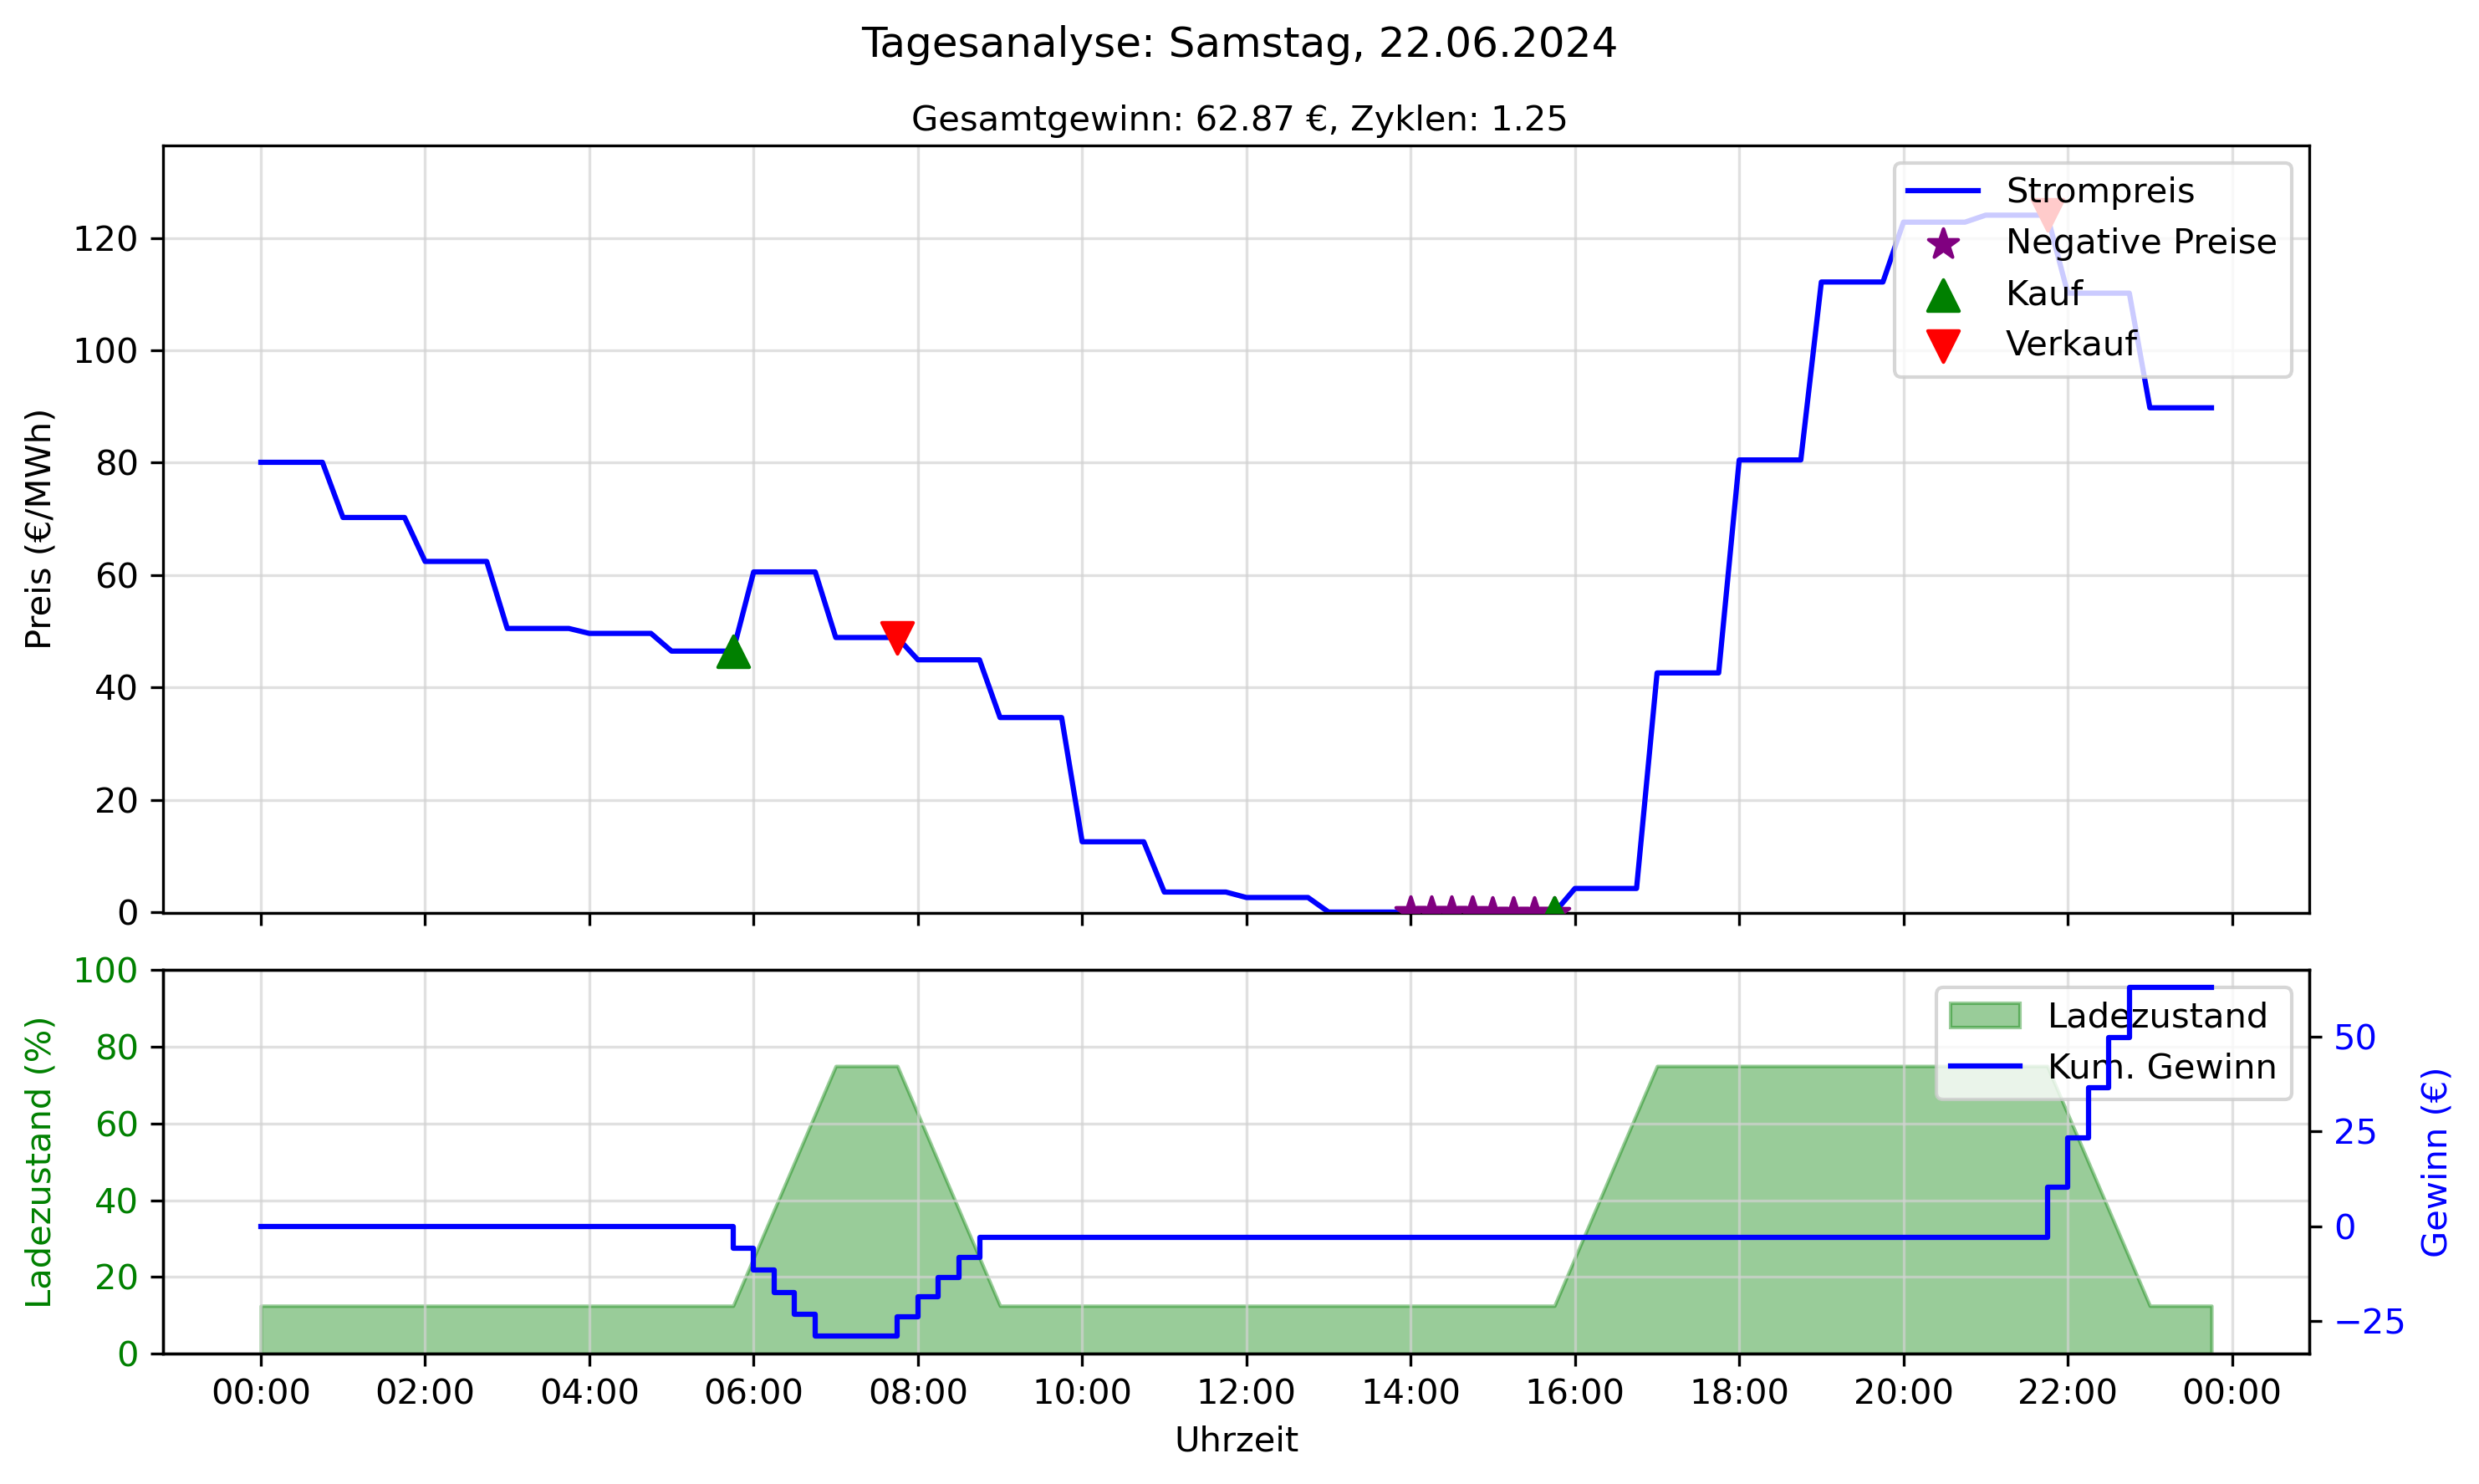 Tagesanalyse: Samstag, 22.06.2024
Gesamtgewinn: 62.87 €, Zyklen: 1.25
Preis (€/MWh)
120
100
80
60
40
20
0
Strompreis
Negative Preise
Kauf
Verkauf
Ladezustand (%)
100
80
60
40
20
0
Ladezustand
Kum. Gewinn
50
25
0
−25
Gewinn (€)
00:00 02:00 04:00 06:00 08:00 10:00 12:00 14:00 16:00 18:00 20:00 22:00 00:00
Uhrzeit